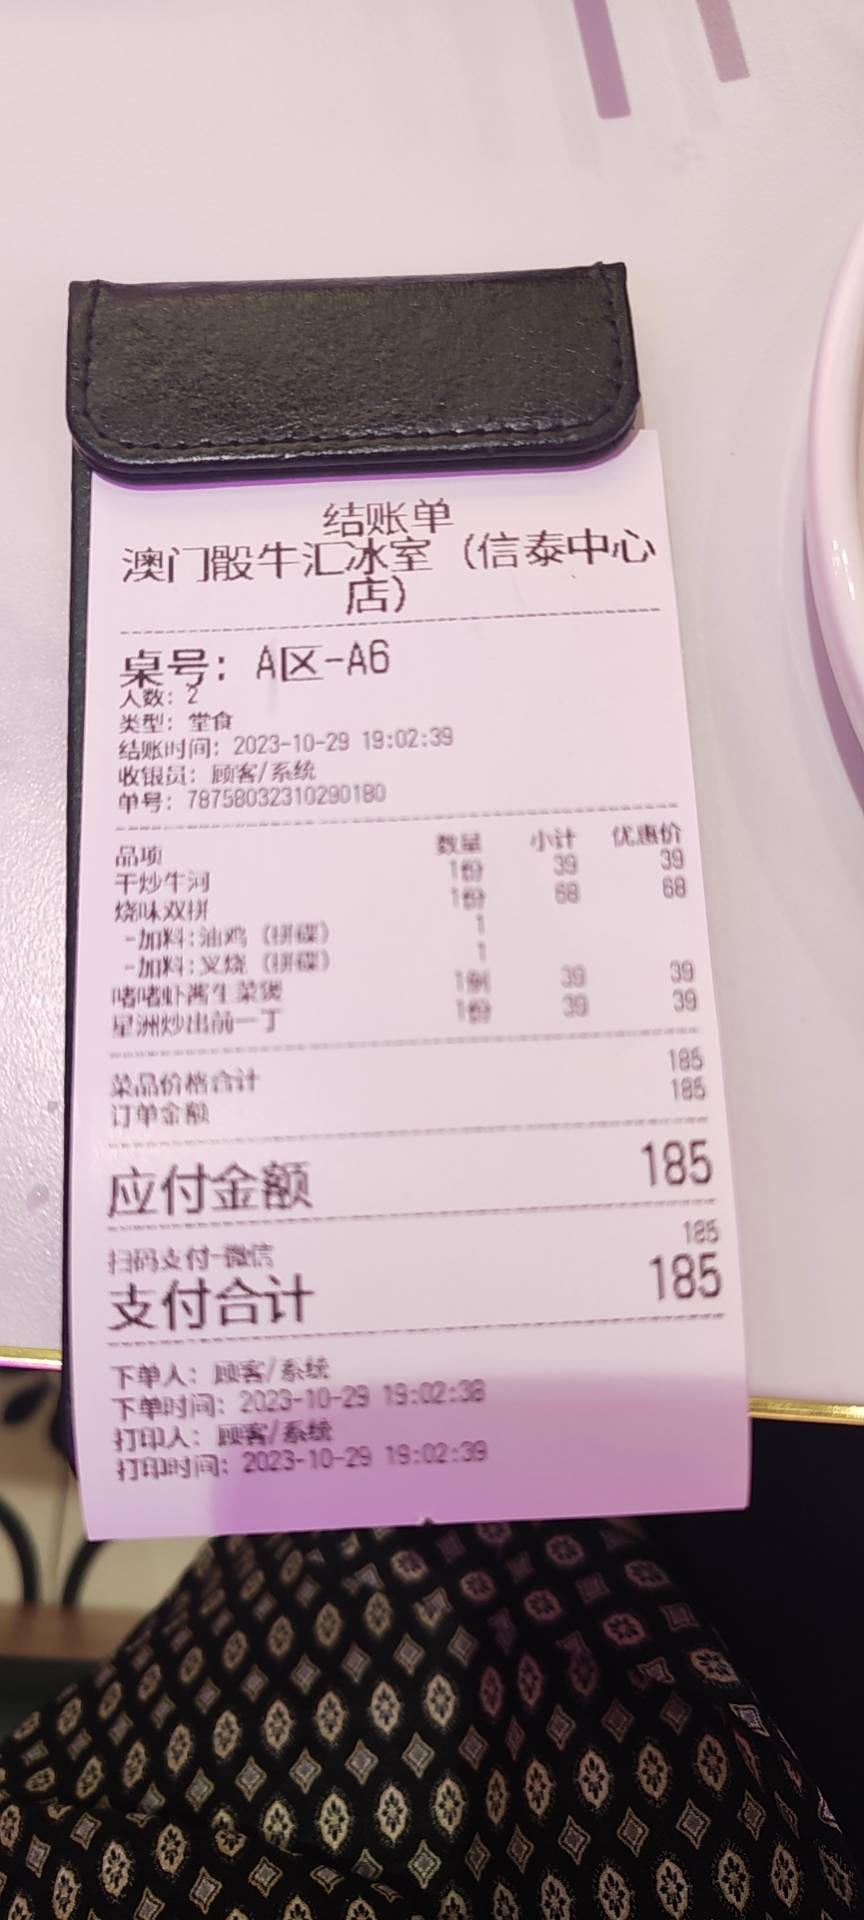 结账单
澳门骰牛汇冰室（信泰中心
店）
桌号：A区-A6
人数：2
类型：堂食
结账时间：2023-10-29 19:02:39
收银员：顾客/系统
单号：78758032310290180
品项 数量 小计 优惠价
干炒牛河 1份 39 39
烧味双拼 1份 68 68
-加料:油鸡（拼碟） 1
-加料:叉烧（拼碟） 1
啫啫虾酱生菜煲 1例 39 39
星洲炒出前一丁 1份 39 39
菜品价格合计 185
订单金额 185
应付金额 185
扫码支付-微信 185
支付合计 185
下单人：顾客/系统
下单时间：2023-10-29 19:02:38
打印人：顾客/系统
打印时间：2023-10-29 19:02:39